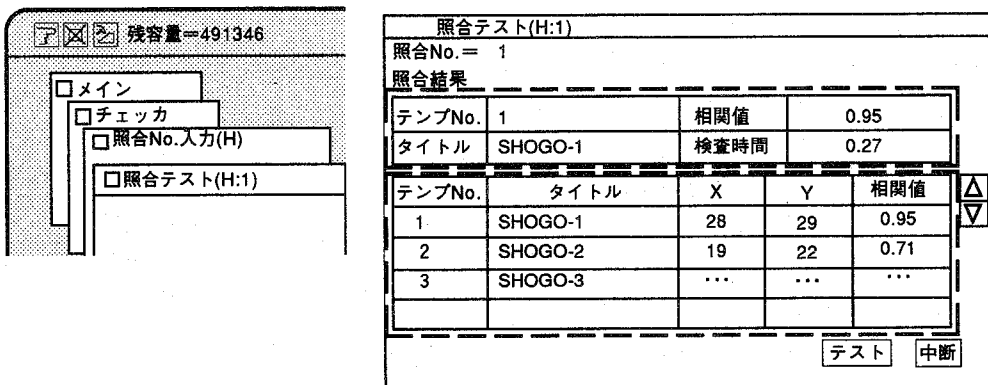 残容量=491346
メイン
チェッカ
照合No.入力(H)
照合テスト(H:1)
照合テスト(H:1)
照合No.= 1
照合結果
テンプNo. 1 相関値 0.95
タイトル SHOGO-1 検査時間 0.27
テンプNo. タイトル X Y 相関値
1 SHOGO-1 28 29 0.95
2 SHOGO-2 19 22 0.71
3 SHOGO-3 ... ... ...
テスト 中断